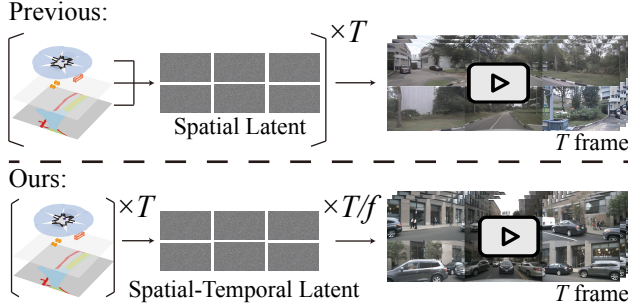 Previous:
×T
Spatial Latent
T frame
Ours:
×T
×T/f
Spatial-Temporal Latent
T frame